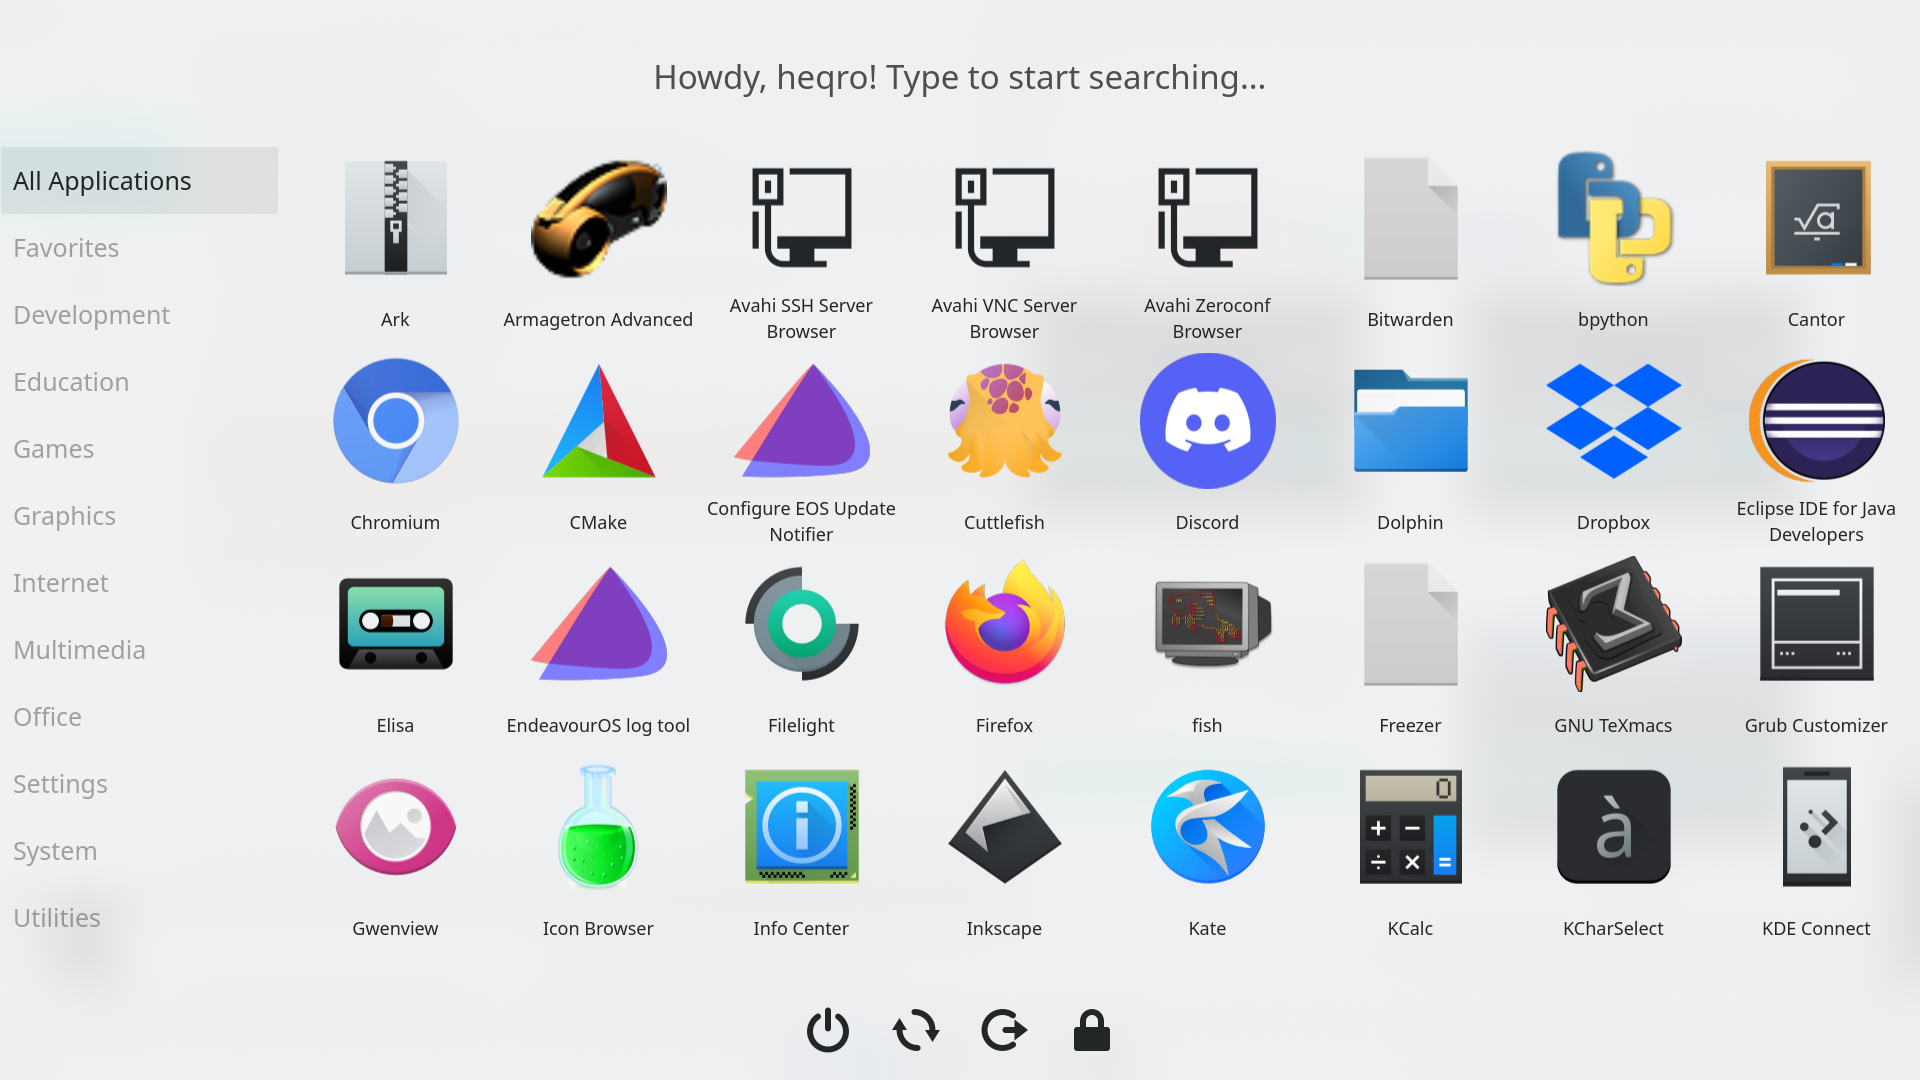 Howdy, heqro! Type to start searching...
All Applications
Favorites
Development
Education
Games
Graphics
Internet
Multimedia
Office
Settings
System
Utilities
Ark
Armagetron Advanced
Avahi SSH Server
Browser
Avahi VNC Server
Browser
Avahi Zeroconf
Browser
Bitwarden
bpython
√a
Cantor
Chromium
CMake
Configure EOS Update
Notifier
Cuttlefish
Discord
Dolphin
Dropbox
Eclipse IDE for Java
Developers
Elisa
EndeavourOS log tool
Filelight
Firefox
fish
Freezer
GNU TeXmacs
Grub Customizer
Gwenview
Icon Browser
i
Info Center
Inkscape
Kate
0
+ −
÷ × =
KCalc
à
KCharSelect
KDE Connect